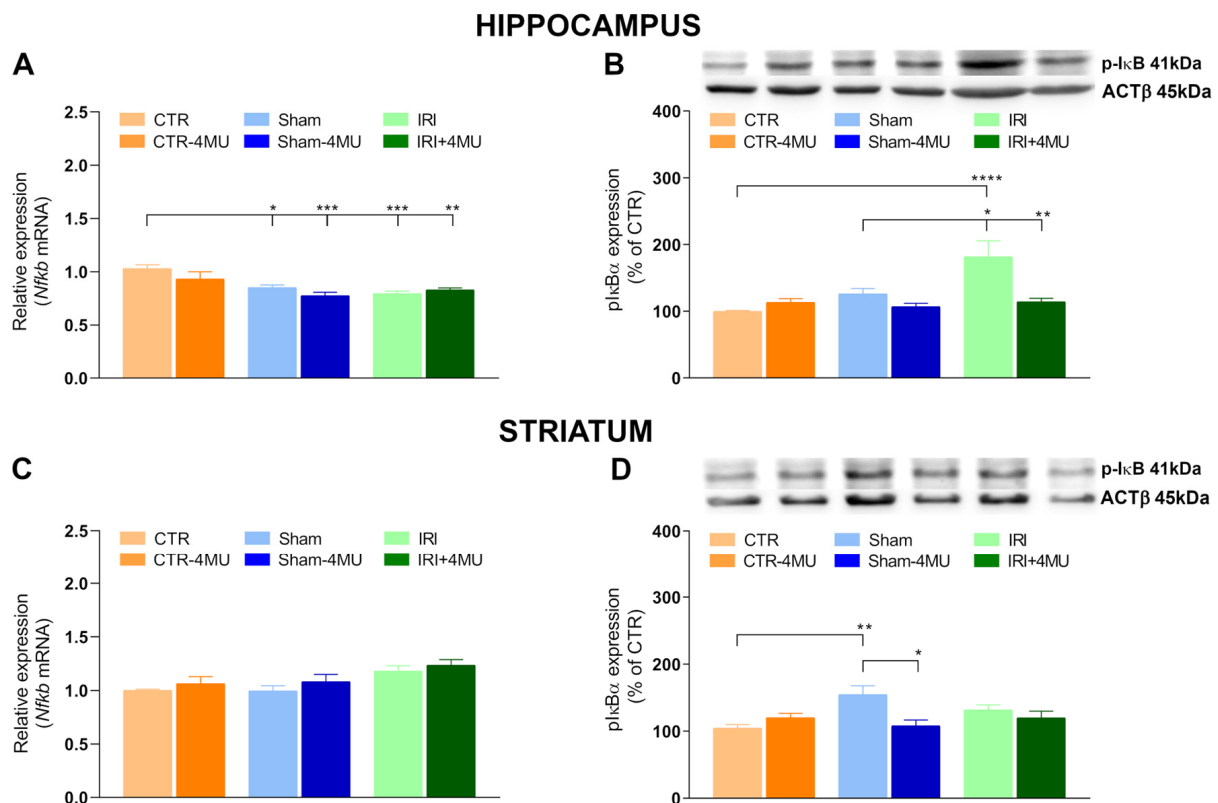 HIPPOCAMPUS
A
CTR Sham IRI
CTR-4MU Sham-4MU IRI+4MU
Relative expression
(Nfkb mRNA)
2.5
2.0
1.5
1.0
0.5
0.0
* *** *** **
B
p-IκB 41kDa
ACTβ 45kDa
CTR Sham IRI
CTR-4MU Sham-4MU IRI+4MU
pIκBα expression
(% of CTR)
400
300
200
100
0
****
* **
STRIATUM
C
CTR Sham IRI
CTR-4MU Sham-4MU IRI+4MU
Relative expression
(Nfkb mRNA)
2.5
2.0
1.5
1.0
0.5
0.0
D
p-IκB 41kDa
ACTβ 45kDa
CTR Sham IRI
CTR-4MU Sham-4MU IRI+4MU
pIκBα expression
(% of CTR)
400
300
200
100
0
**
*